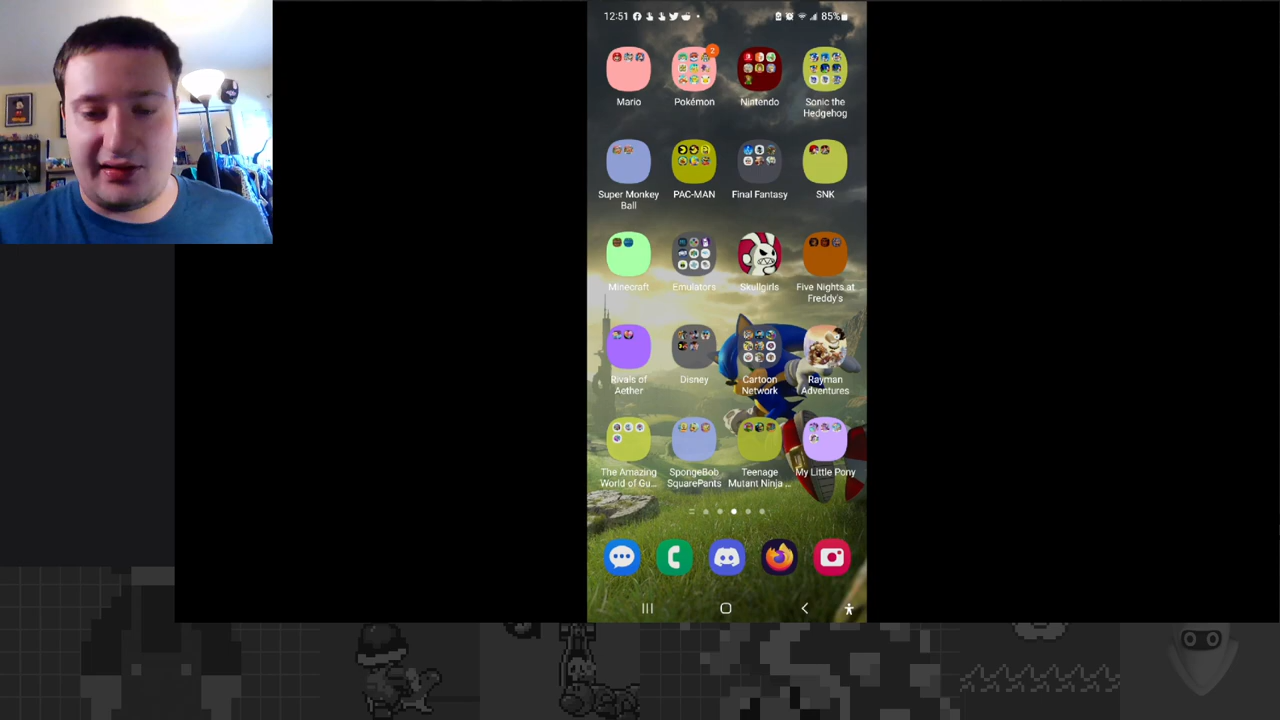 12:51
85%
2
Mario
Pokémon
Nintendo
Sonic the
Hedgehog
Super Monkey
Ball
PAC-MAN
Final Fantasy
SNK
Minecraft
Emulators
Skullgirls
Five Nights at
Freddy's
Rivals of
Aether
Disney
Cartoon
Network
Rayman
Adventures
The Amazing
World of Gu...
SpongeBob
SquarePants
Teenage
Mutant Ninja ...
My Little Pony